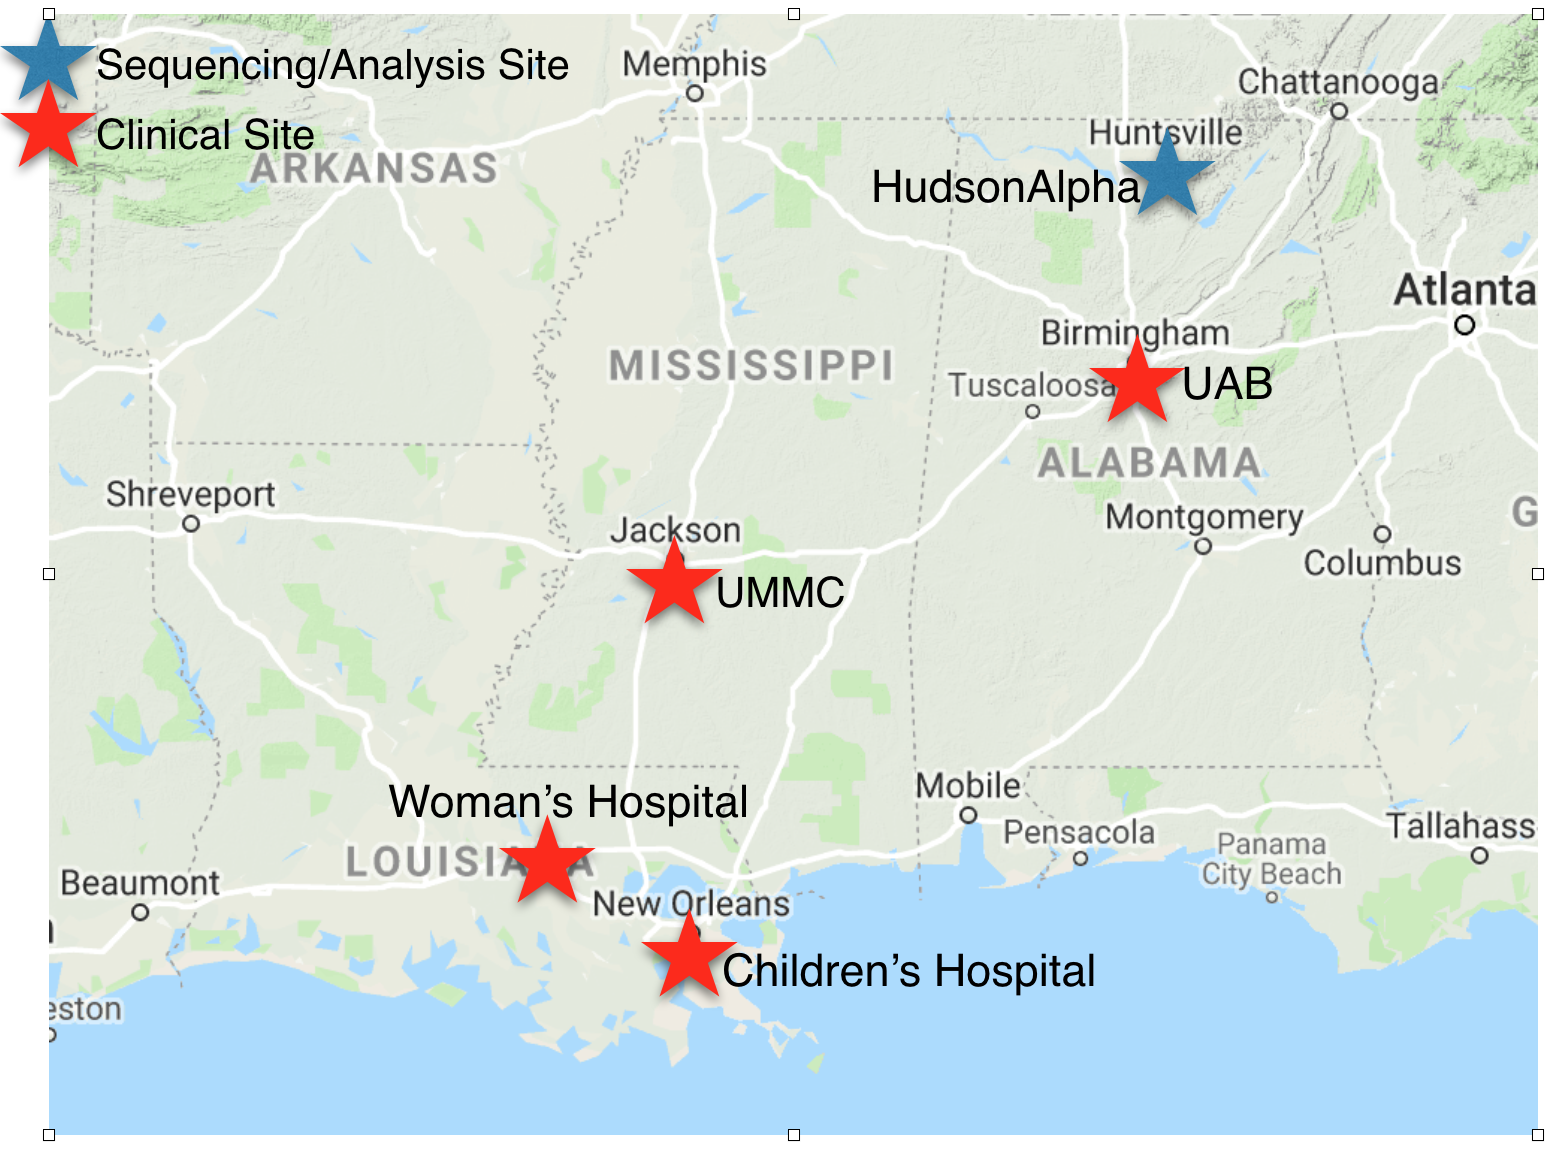 Sequencing/Analysis Site
Clinical Site
Memphis
Chattanooga
Huntsville
HudsonAlpha
ARKANSAS
Atlanta
Birmingham
MISSISSIPPI
Tuscaloosa
UAB
ALABAMA
Shreveport
Jackson
Montgomery
G
Columbus
UMMC
Woman’s Hospital
Mobile
Pensacola
Tallahass
Panama
City Beach
Beaumont
New Orleans
Children’s Hospital
eston